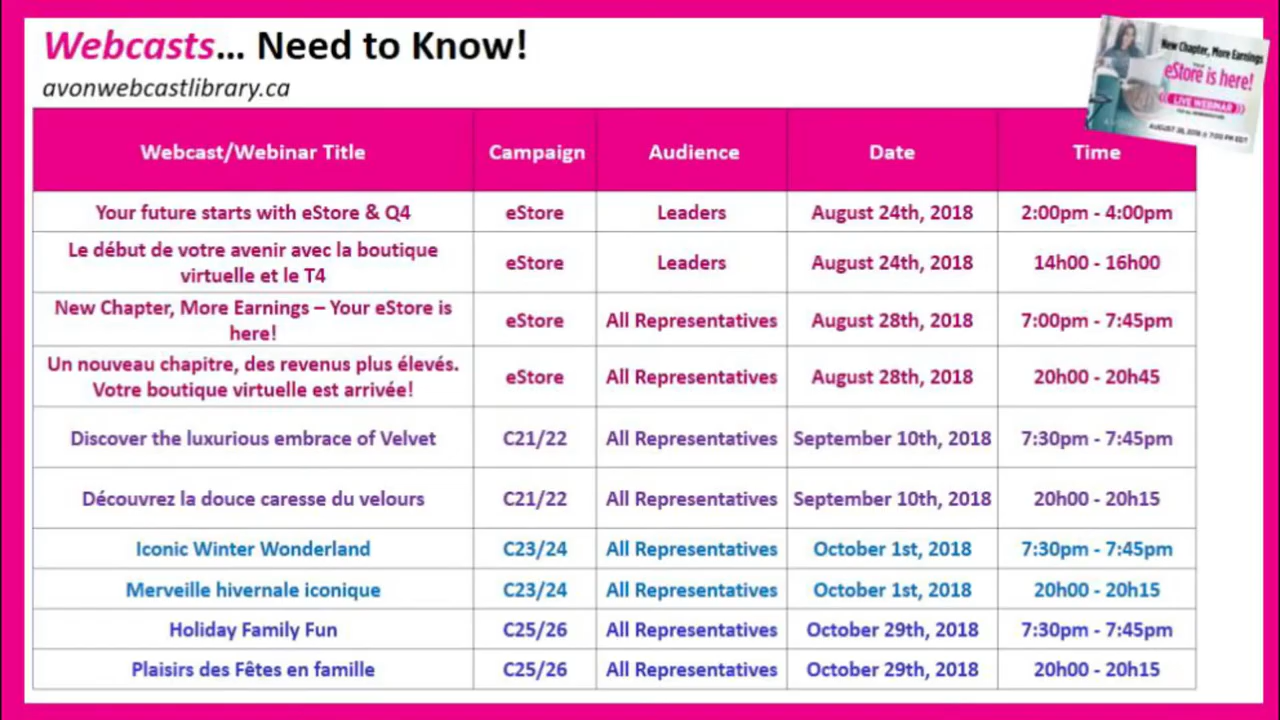 Webcasts... Need to Know!
avonwebcastlibrary.ca
New Chapter, More Earnings
YOUR
eStore is here!
LIVE WEBINAR
AUGUST 28, 2018 @ 7:00 PM EDT
Webcast/Webinar Title Campaign Audience Date Time
Your future starts with eStore & Q4 eStore Leaders August 24th, 2018 2:00pm - 4:00pm
Le début de votre avenir avec la boutique
virtuelle et le T4 eStore Leaders August 24th, 2018 14h00 - 16h00
New Chapter, More Earnings – Your eStore is
here! eStore All Representatives August 28th, 2018 7:00pm - 7:45pm
Un nouveau chapitre, des revenus plus élevés.
Votre boutique virtuelle est arrivée! eStore All Representatives August 28th, 2018 20h00 - 20h45
Discover the luxurious embrace of Velvet C21/22 All Representatives September 10th, 2018 7:30pm - 7:45pm
Découvrez la douce caresse du velours C21/22 All Representatives September 10th, 2018 20h00 - 20h15
Iconic Winter Wonderland C23/24 All Representatives October 1st, 2018 7:30pm - 7:45pm
Merveille hivernale iconique C23/24 All Representatives October 1st, 2018 20h00 - 20h15
Holiday Family Fun C25/26 All Representatives October 29th, 2018 7:30pm - 7:45pm
Plaisirs des Fêtes en famille C25/26 All Representatives October 29th, 2018 20h00 - 20h15